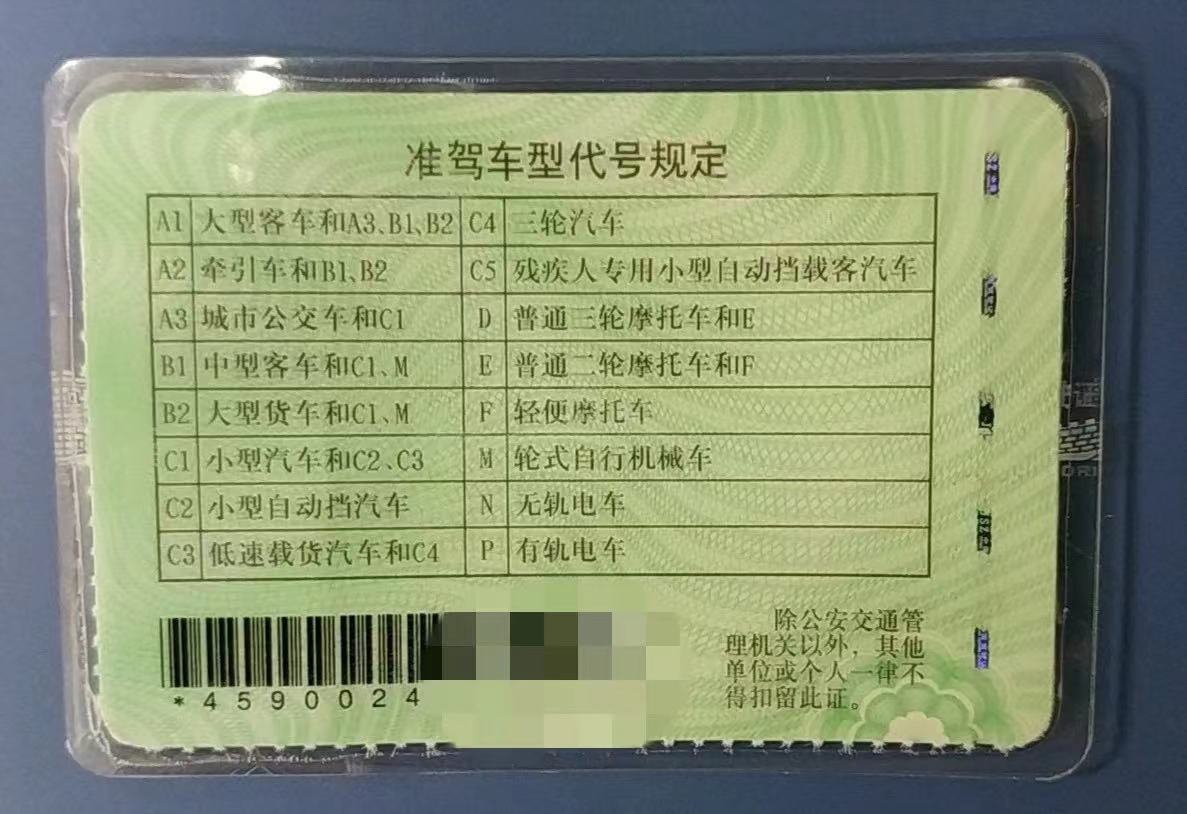 准驾车型代号规定
A1 大型客车和A3、B1、B2 C4 三轮汽车
A2 牵引车和B1、B2 C5 残疾人专用小型自动挡载客汽车
A3 城市公交车和C1 D 普通三轮摩托车和E
B1 中型客车和C1、M E 普通二轮摩托车和F
B2 大型货车和C1、M F 轻便摩托车
C1 小型汽车和C2、C3 M 轮式自行机械车
C2 小型自动挡汽车 N 无轨电车
C3 低速载货汽车和C4 P 有轨电车
*4590024
除公安交通管
理机关以外，其他
单位或个人一律不
得扣留此证。